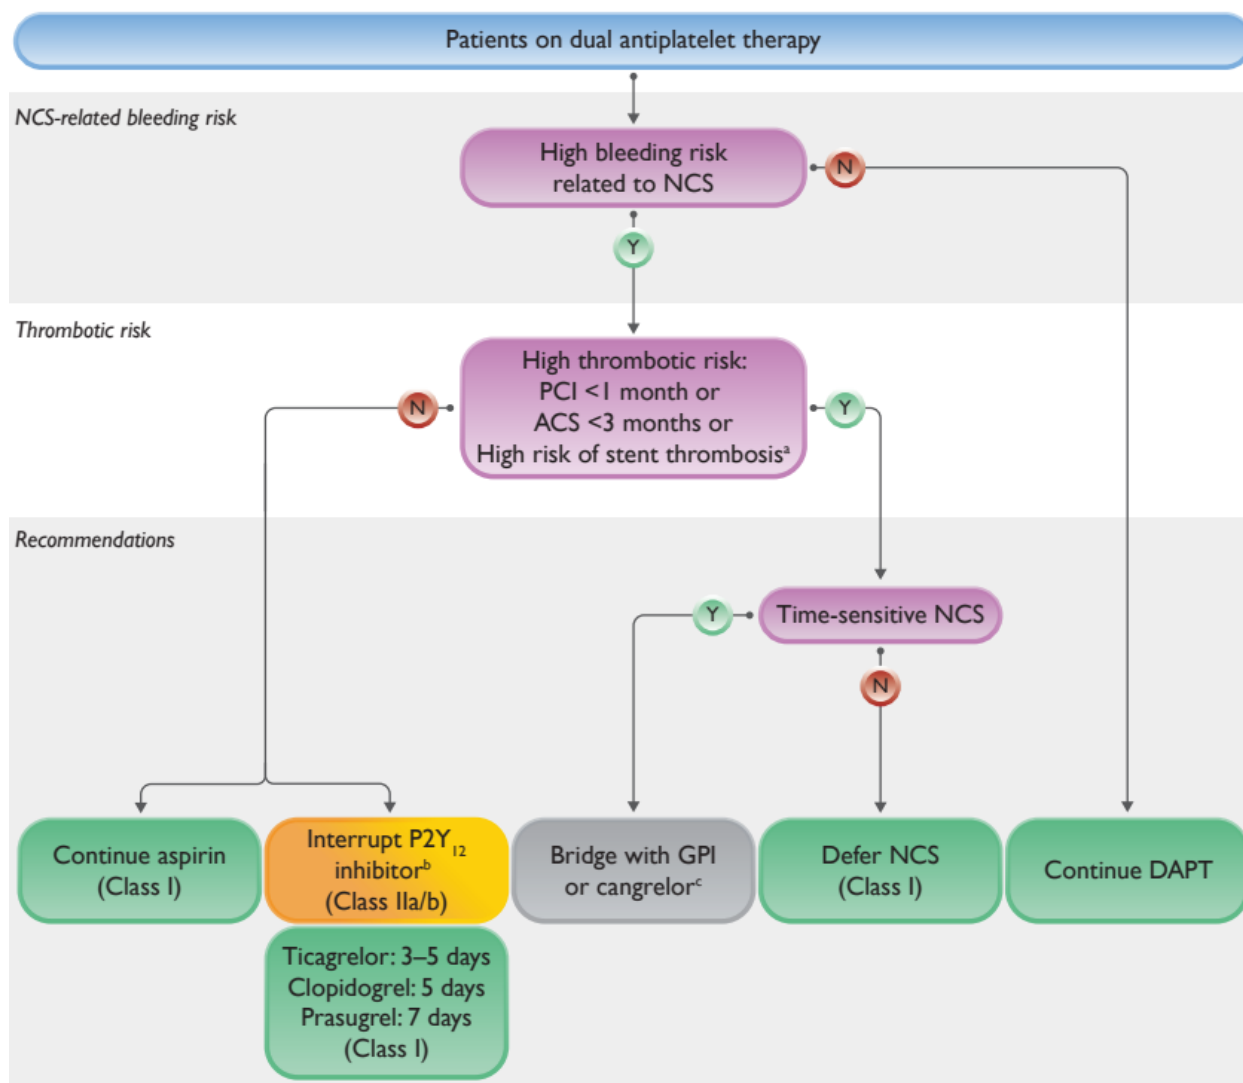 Patients on dual antiplatelet therapy
NCS-related bleeding risk
High bleeding risk
related to NCS
N
Y
Thrombotic risk
High thrombotic risk:
PCI <1 month or
ACS <3 months or
High risk of stent thrombosisᵃ
N
Y
Recommendations
Time-sensitive NCS
Y
N
Continue aspirin
(Class I)
Interrupt P2Y₁₂
inhibitorᵇ
(Class IIa/b)
Ticagrelor: 3–5 days
Clopidogrel: 5 days
Prasugrel: 7 days
(Class I)
Bridge with GPI
or cangrelorᶜ
Defer NCS
(Class I)
Continue DAPT